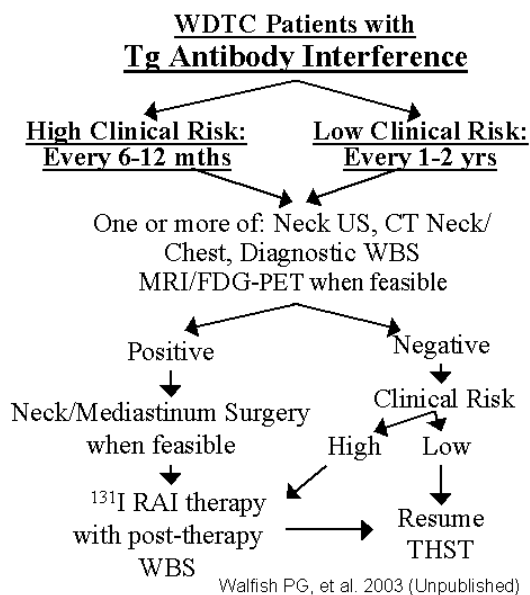 WDTC Patients with
Tg Antibody Interference
High Clinical Risk:
Every 6-12 mths
Low Clinical Risk:
Every 1-2 yrs
One or more of: Neck US, CT Neck/
Chest, Diagnostic WBS
MRI/FDG-PET when feasible
Positive
Negative
Neck/Mediastinum Surgery
when feasible
Clinical Risk
High
Low
¹³¹I RAI therapy
with post-therapy
WBS
Resume
THST
Walfish PG, et al. 2003 (Unpublished)